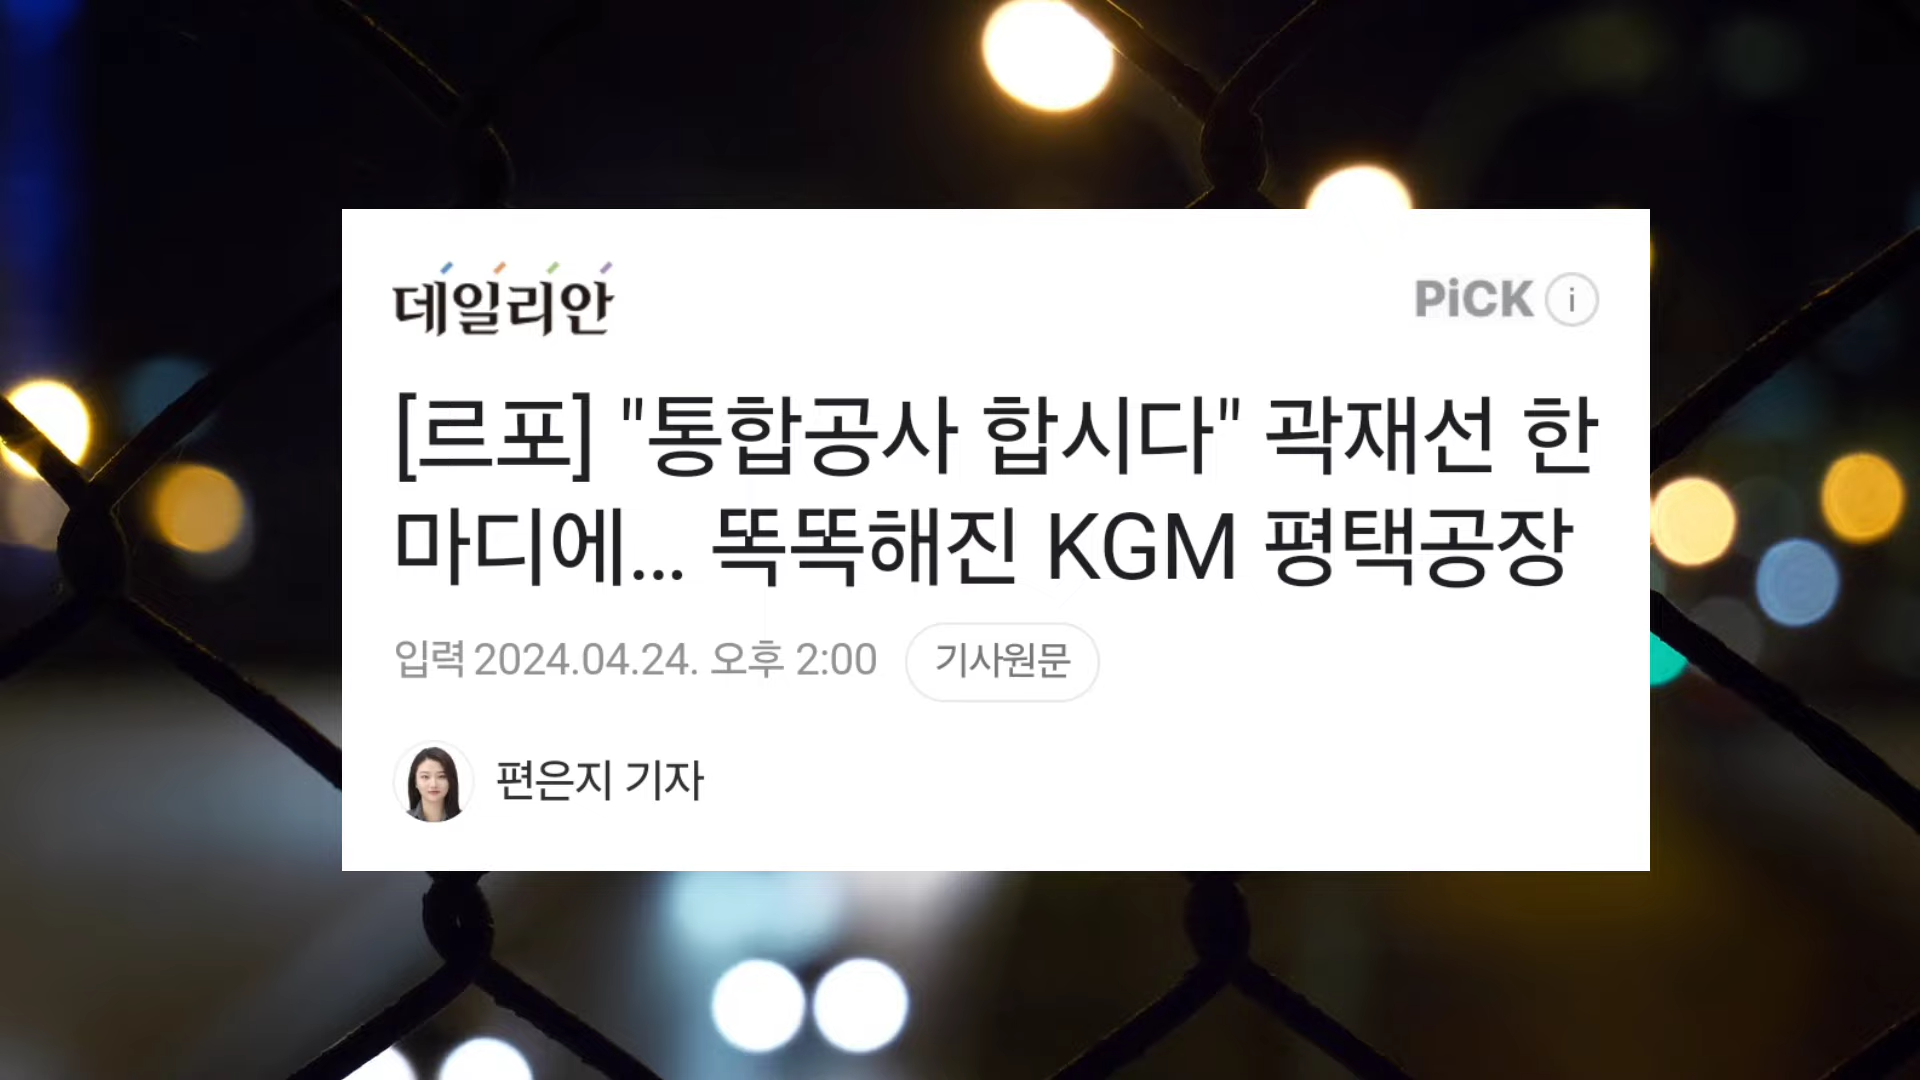 데일리안
PiCK i
[르포] "통합공사 합시다" 곽재선 한
마디에... 똑똑해진 KGM 평택공장
입력 2024.04.24. 오후 2:00 기사원문
편은지 기자